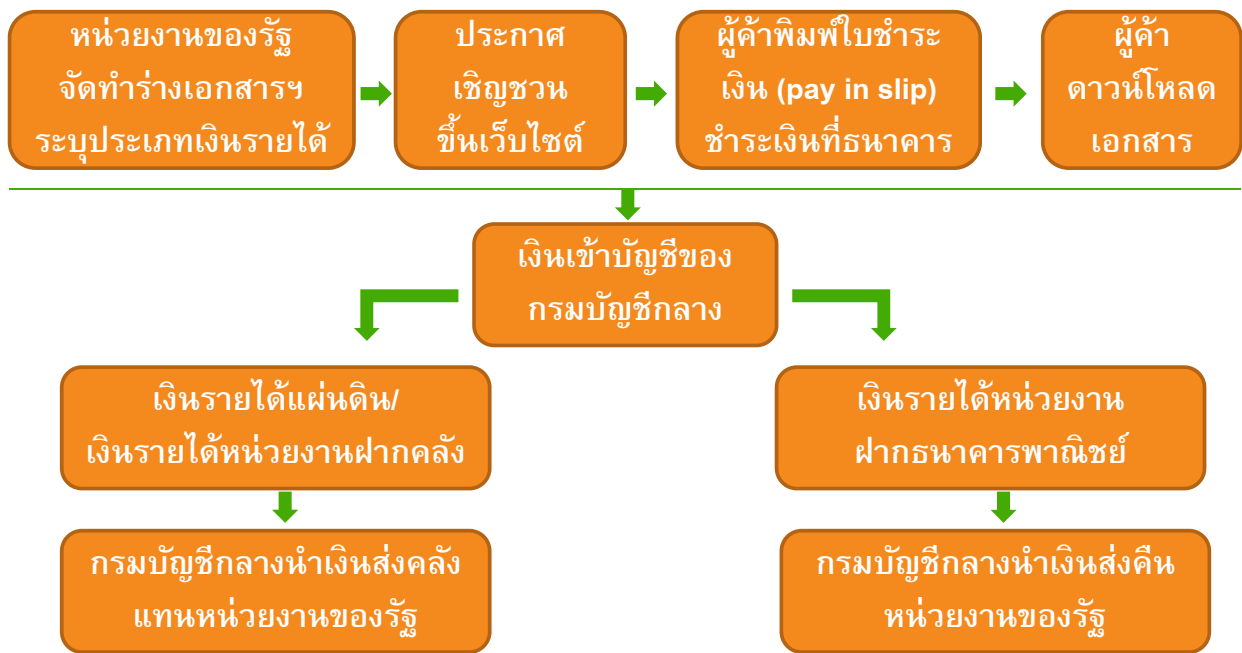 หน่วยงานของรัฐ
จัดทำร่างเอกสารฯ
ระบุประเภทเงินรายได้
ประกาศ
เชิญชวน
ขึ้นเว็บไซต์
ผู้ค้าพิมพ์ใบชำระ
เงิน (pay in slip)
ชำระเงินที่ธนาคาร
ผู้ค้า
ดาวน์โหลด
เอกสาร
เงินเข้าบัญชีของ
กรมบัญชีกลาง
เงินรายได้แผ่นดิน/
เงินรายได้หน่วยงานฝากคลัง
เงินรายได้หน่วยงาน
ฝากธนาคารพาณิชย์
กรมบัญชีกลางนำเงินส่งคลัง
แทนหน่วยงานของรัฐ
กรมบัญชีกลางนำเงินส่งคืน
หน่วยงานของรัฐ